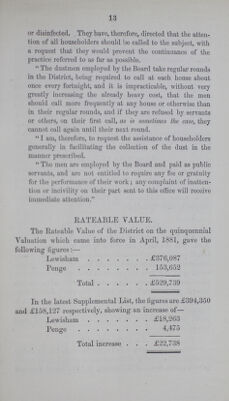 13
or disinfected. They have, therefore, directed that the atten-
tion of all householders should be called to the subject, with
a request that they would prevent the continuance of the
practice referred to as far as possible.
"The dustmen employed by the Board take regular rounds
in the District, being required to call at each house about
once every fortnight, and it is impracticable, without very
greatly increasing the already heavy cost, that the men
should call more frequently at any house or otherwise than
in their regular rounds, and if they are refused by servants
or others, on their first call, as is sometimes the case, they
cannot call again until their next round.
"I am, therefore, to request the assistance of householders
generally in facilitating the collection of the dust in the
manner prescribed.
"The men are employed by the Board and paid as public
servants, and are not entitled to require any fee or gratuity
for the performance of their work; any complaint of inatten-
tion or incivility on their part sent to this office will receive
immediate attention."
RATEABLE VALUE.
The Rateable Value of the District on the quinquennial
Valuation which came into force in April, 1881, gave the
following figures:—
Lewisham . . . . . . . £376,087
Penge . . . . . . . . 153,652
Total . . . . . £529,739
In the latest Supplemental List, the figures are £394,350
and £158,127 respectively, showing an increase of—
Lewisham . . . . . . . £18,263
Penge . . . . . . . . 4,475
Total increase . . . £22,738